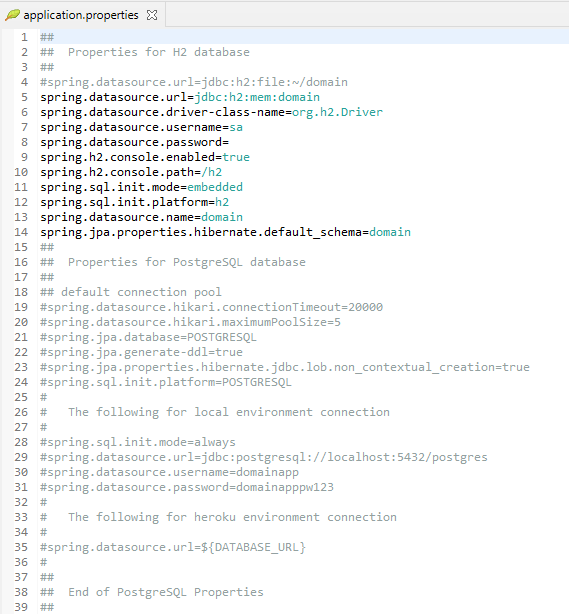 application.properties
1 ##
2 ##  Properties for H2 database
3 ##
4 #spring.datasource.url=jdbc:h2:file:~/domain
5 spring.datasource.url=jdbc:h2:mem:domain
6 spring.datasource.driver-class-name=org.h2.Driver
7 spring.datasource.username=sa
8 spring.datasource.password=
9 spring.h2.console.enabled=true
10 spring.h2.console.path=/h2
11 spring.sql.init.mode=embedded
12 spring.sql.init.platform=h2
13 spring.datasource.name=domain
14 spring.jpa.properties.hibernate.default_schema=domain
15 ##
16 ##  Properties for PostgreSQL database
17 ##
18 ## default connection pool
19 #spring.datasource.hikari.connectionTimeout=20000
20 #spring.datasource.hikari.maximumPoolSize=5
21 #spring.jpa.database=POSTGRESQL
22 #spring.jpa.generate-ddl=true
23 #spring.jpa.properties.hibernate.jdbc.lob.non_contextual_creation=true
24 #spring.sql.init.platform=POSTGRESQL
25 #
26 #   The following for local environment connection
27 #
28 #spring.sql.init.mode=always
29 #spring.datasource.url=jdbc:postgresql://localhost:5432/postgres
30 #spring.datasource.username=domainapp
31 #spring.datasource.password=domainapppw123
32 #
33 #   The following for heroku environment connection
34 #
35 #spring.datasource.url=${DATABASE_URL}
36 #
37 ##
38 ##  End of PostgreSQL Properties
39 ##